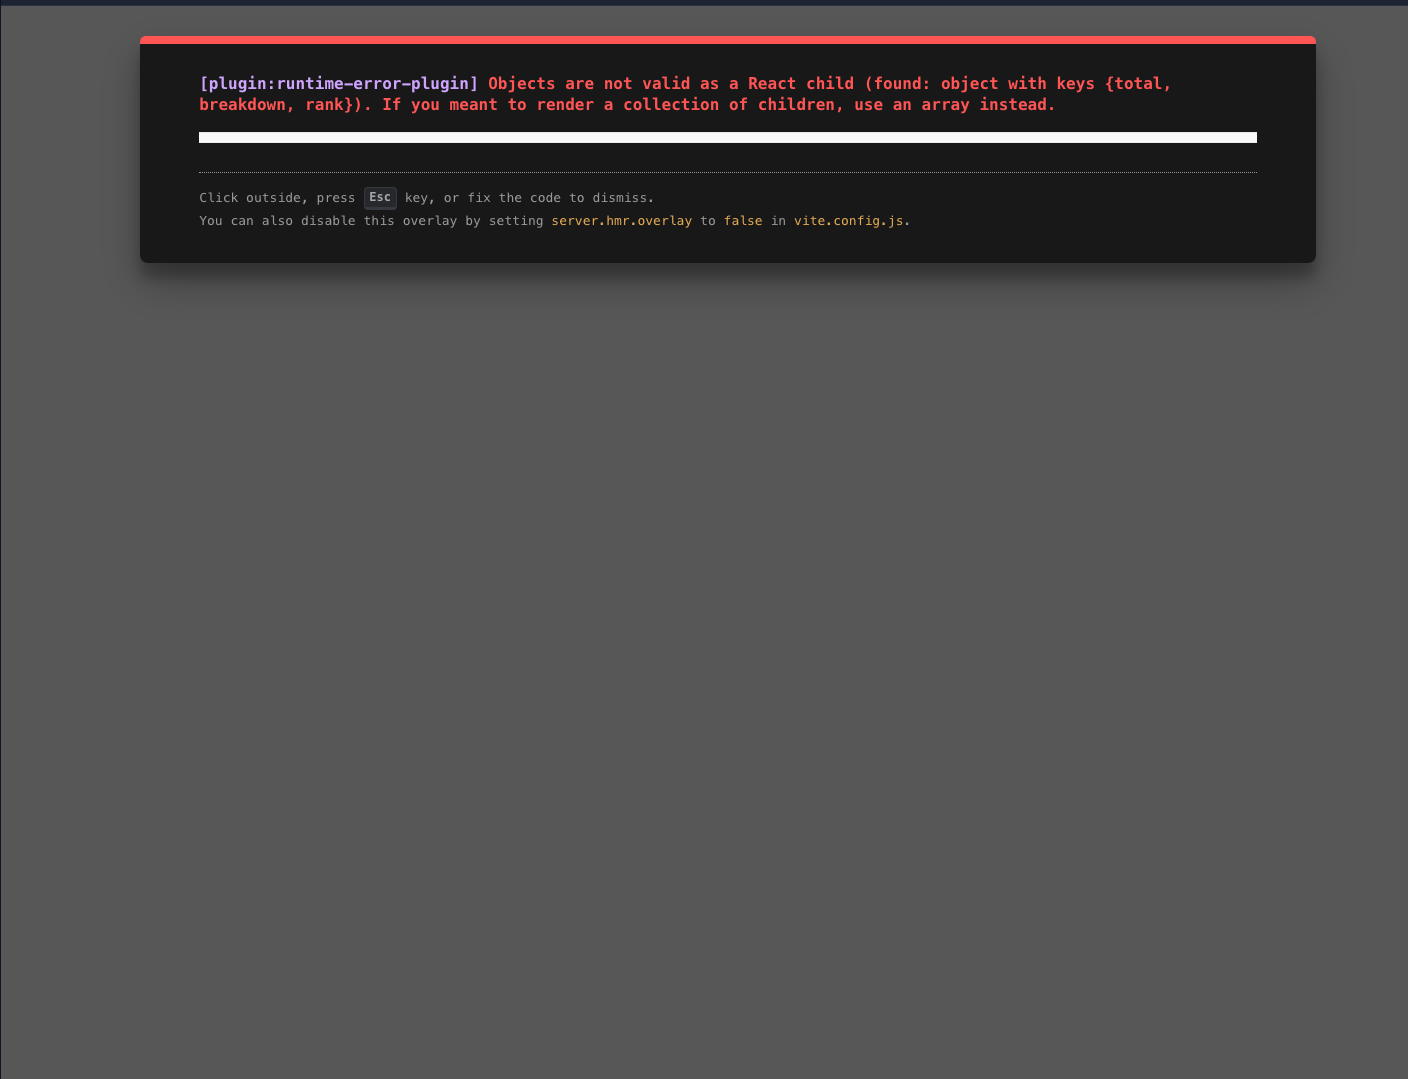 [plugin:runtime-error-plugin] Objects are not valid as a React child (found: object with keys {total,
breakdown, rank}). If you meant to render a collection of children, use an array instead.
Click outside, press Esc key, or fix the code to dismiss.
You can also disable this overlay by setting server.hmr.overlay to false in vite.config.js.